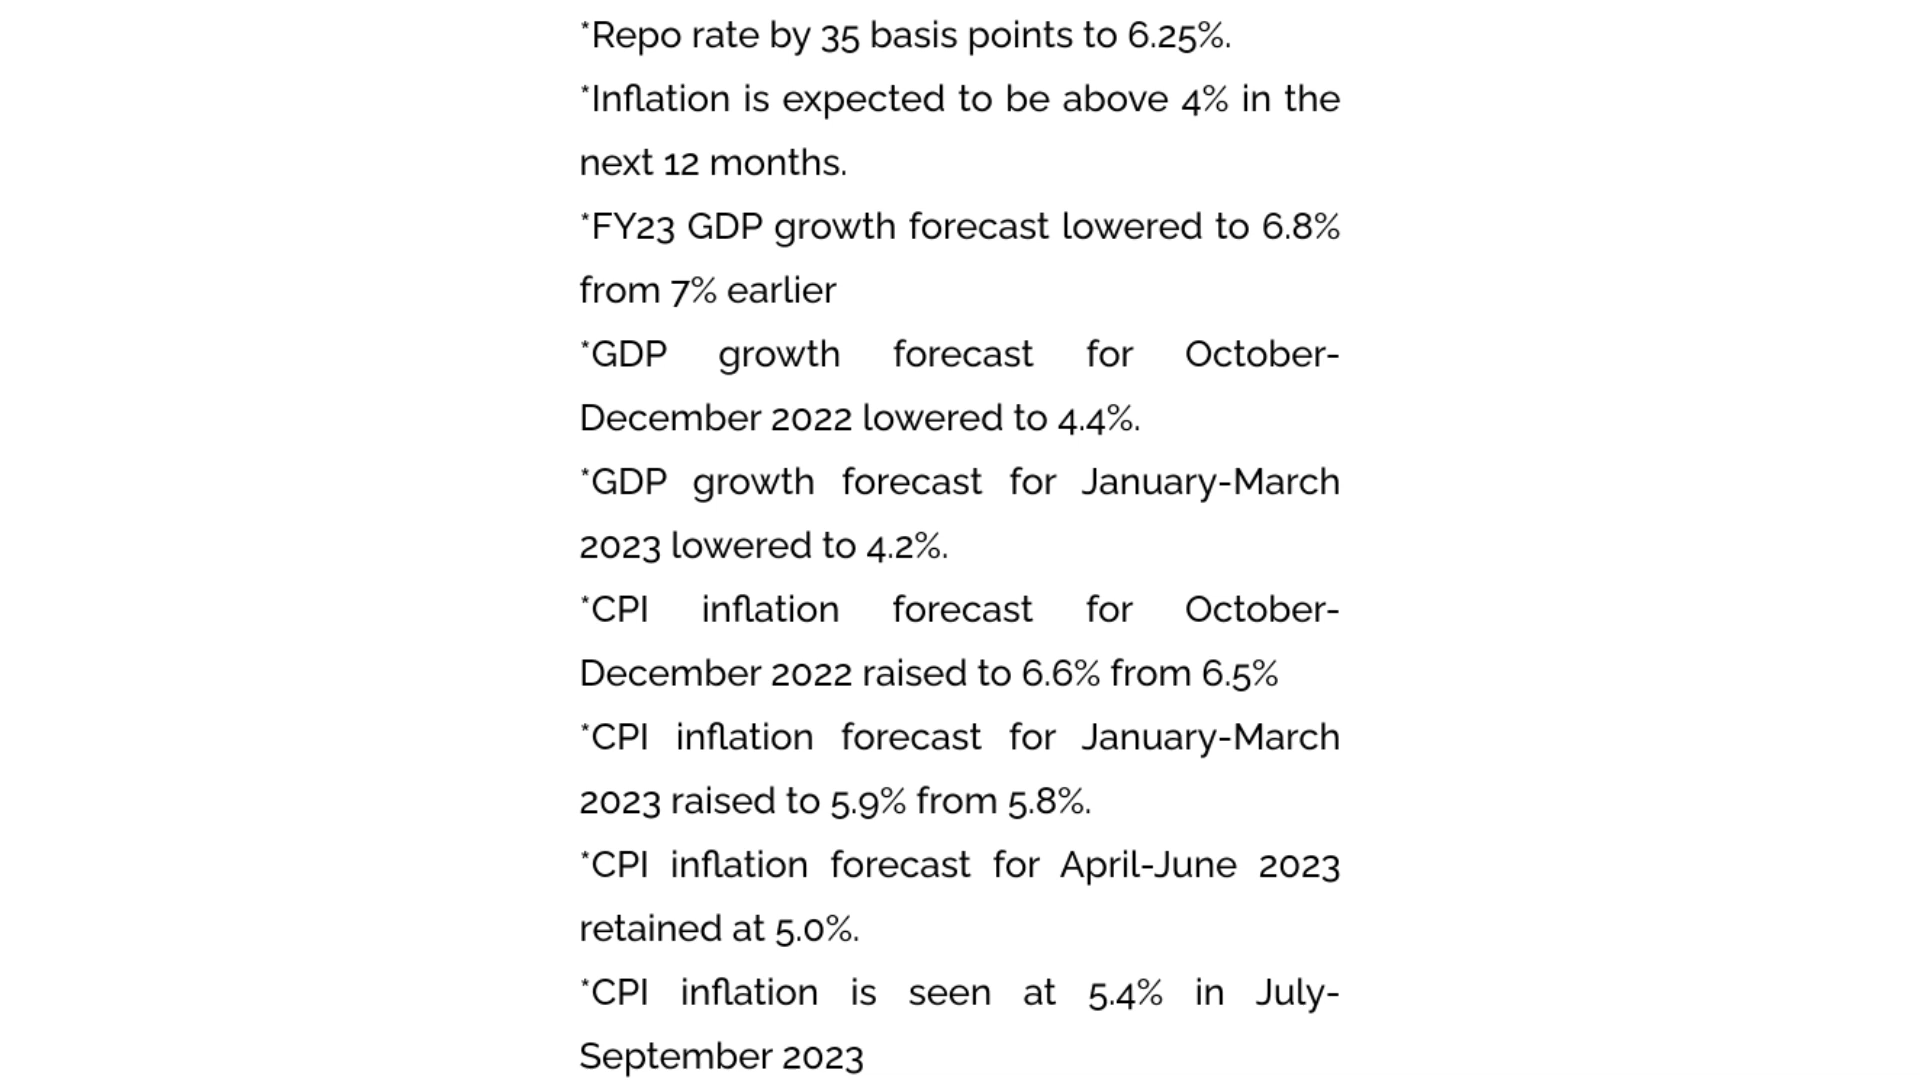 *Repo rate by 35 basis points to 6.25%.
*Inflation is expected to be above 4% in the
next 12 months.
*FY23 GDP growth forecast lowered to 6.8%
from 7% earlier
*GDP growth forecast for October-
December 2022 lowered to 4.4%.
*GDP growth forecast for January-March
2023 lowered to 4.2%.
*CPI inflation forecast for October-
December 2022 raised to 6.6% from 6.5%
*CPI inflation forecast for January-March
2023 raised to 5.9% from 5.8%.
*CPI inflation forecast for April-June 2023
retained at 5.0%.
*CPI inflation is seen at 5.4% in July-
September 2023